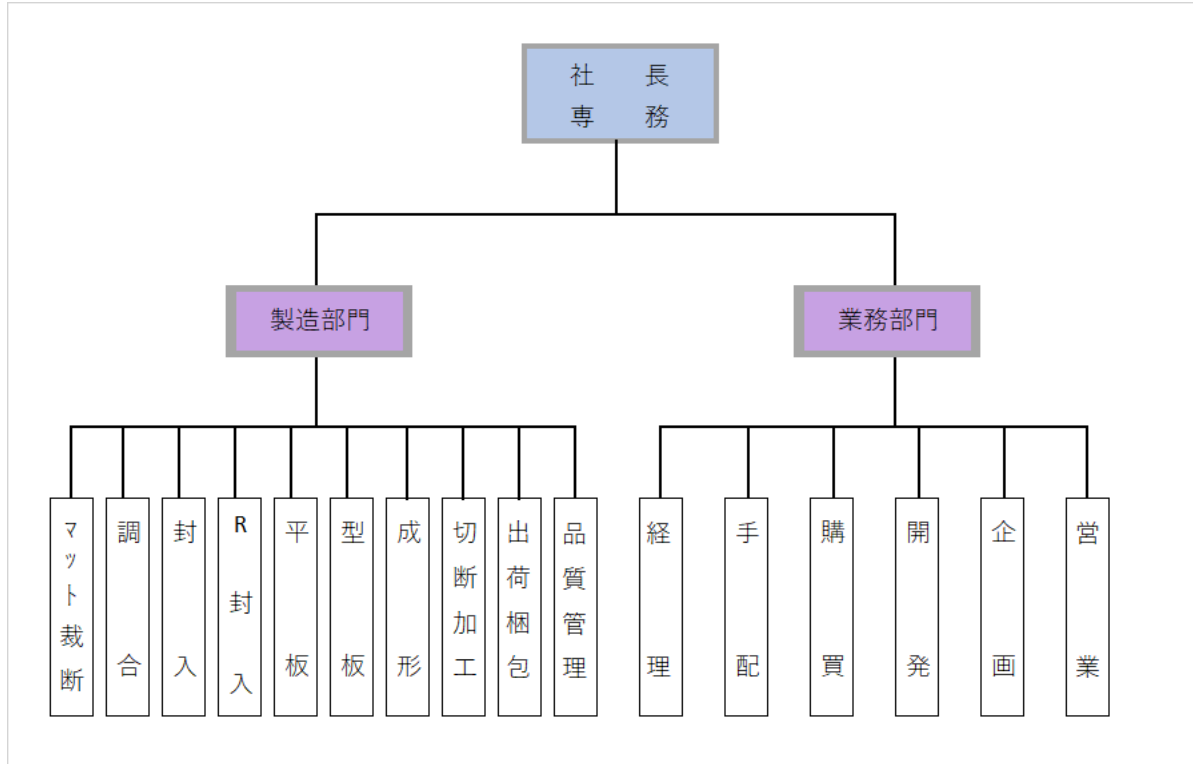 社長
専務
製造部門
業務部門
マット裁断
調合
封入
R封入
平板
型板
成形
切断加工
出荷梱包
品質管理
経理
手配
購買
開発
企画
営業